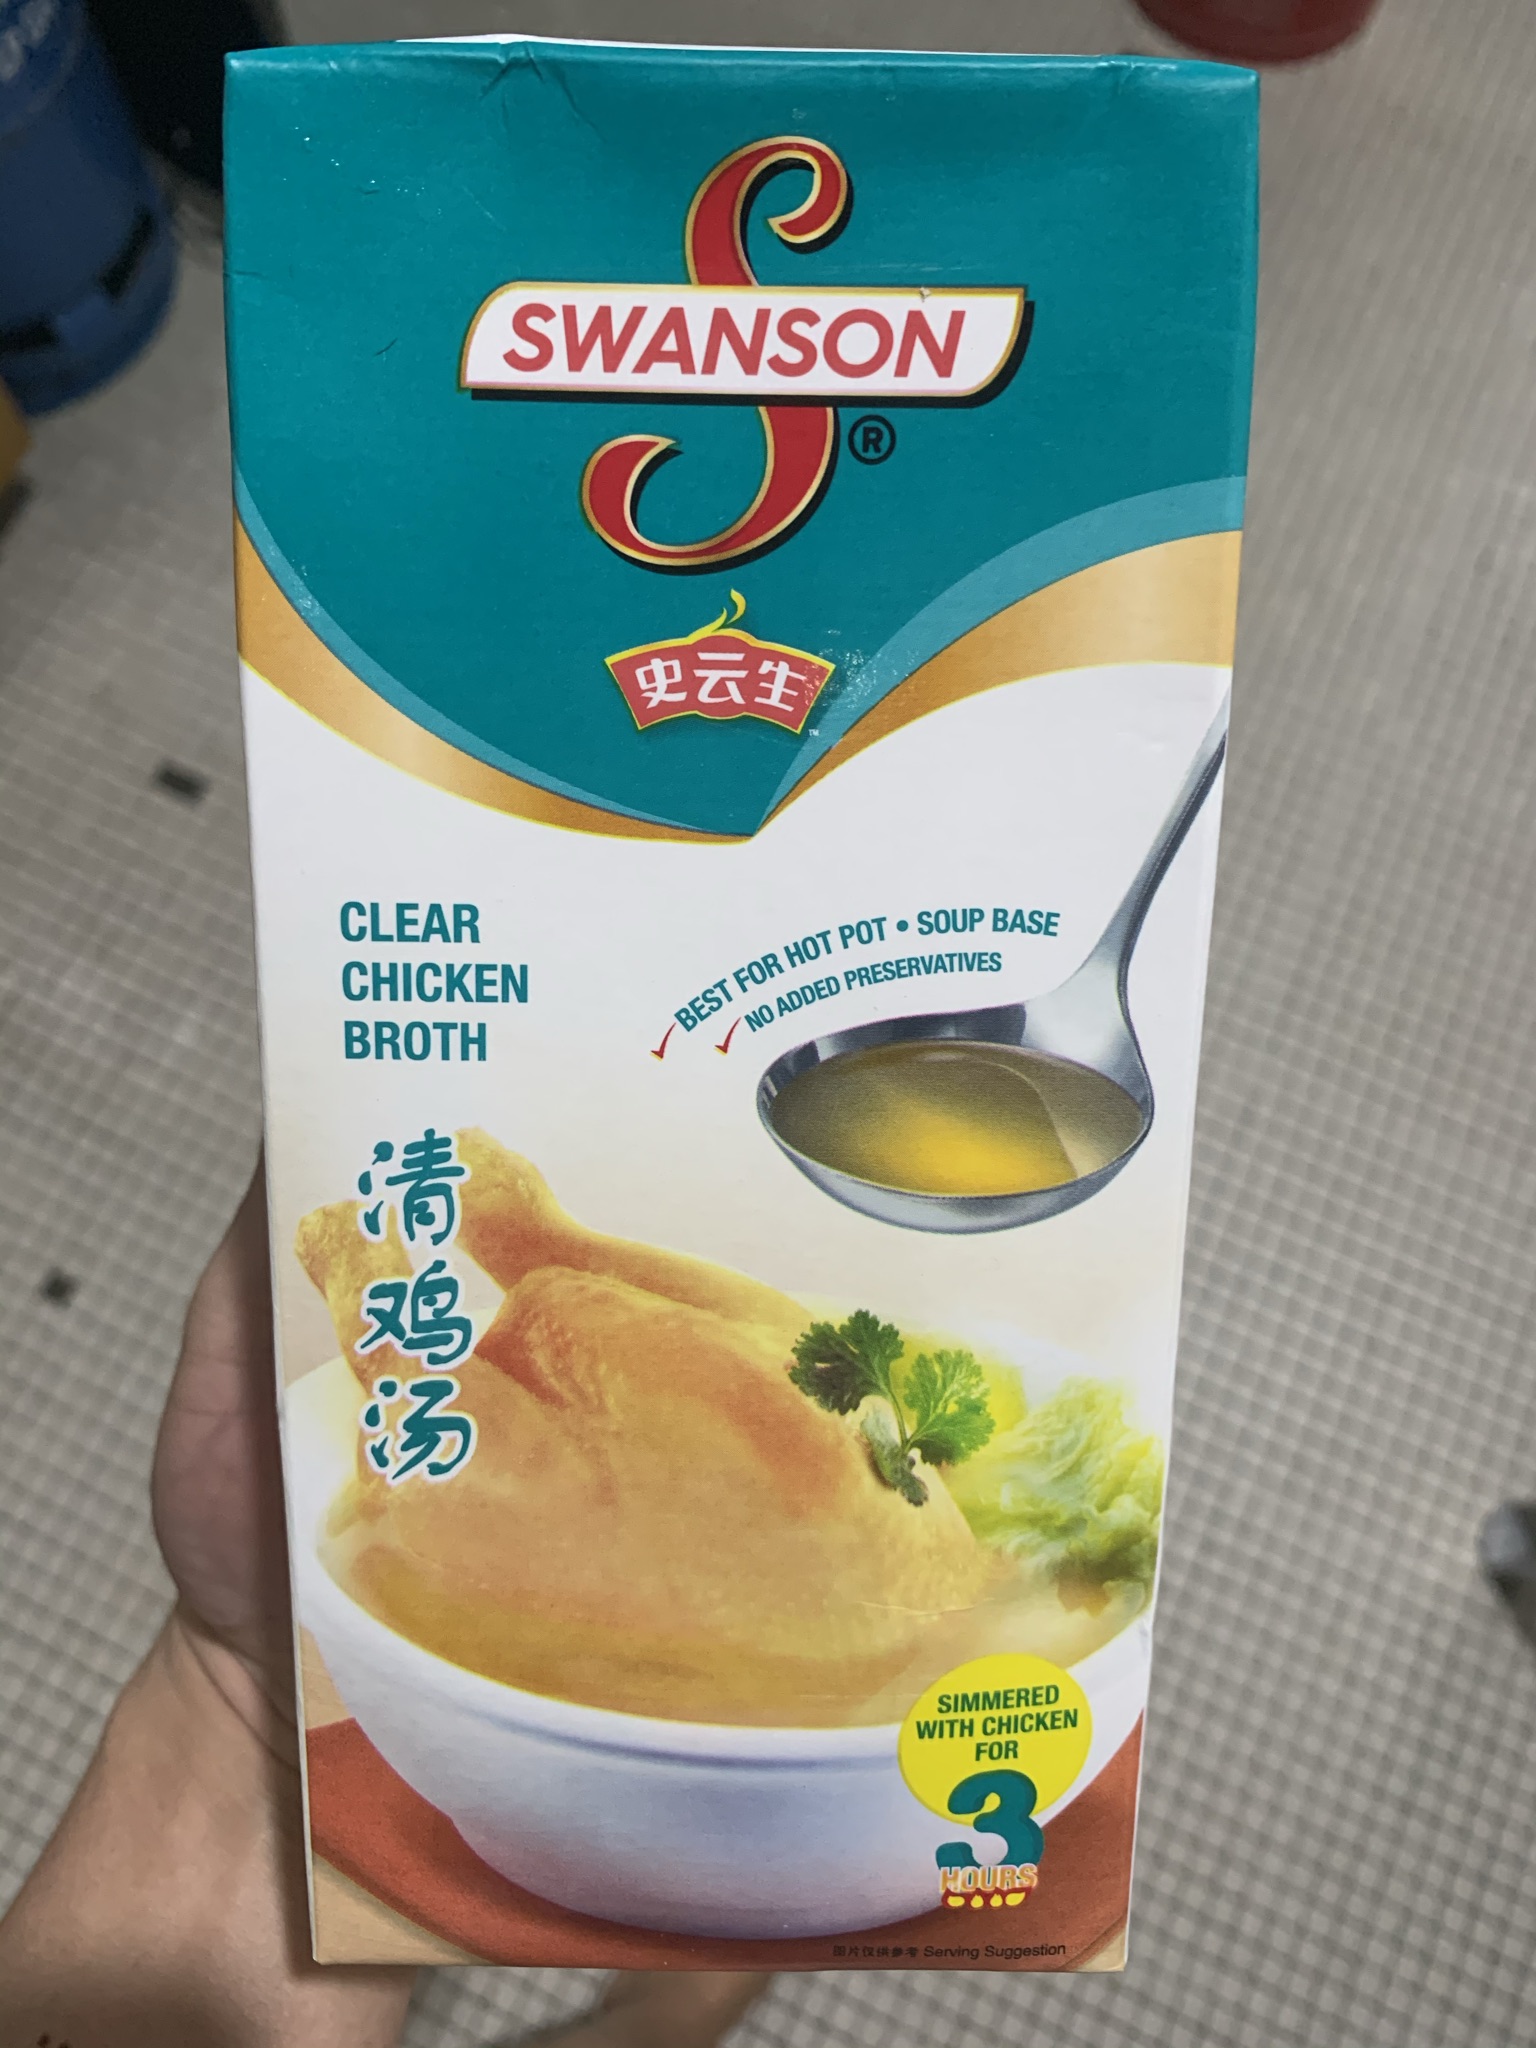 SWANSON
®
史云生
TM
CLEAR
CHICKEN
BROTH
BEST FOR HOT POT • SOUP BASE
NO ADDED PRESERVATIVES
清
鸡
汤
SIMMERED
WITH CHICKEN
FOR
3
HOURS
图片仅供参考 Serving Suggestion